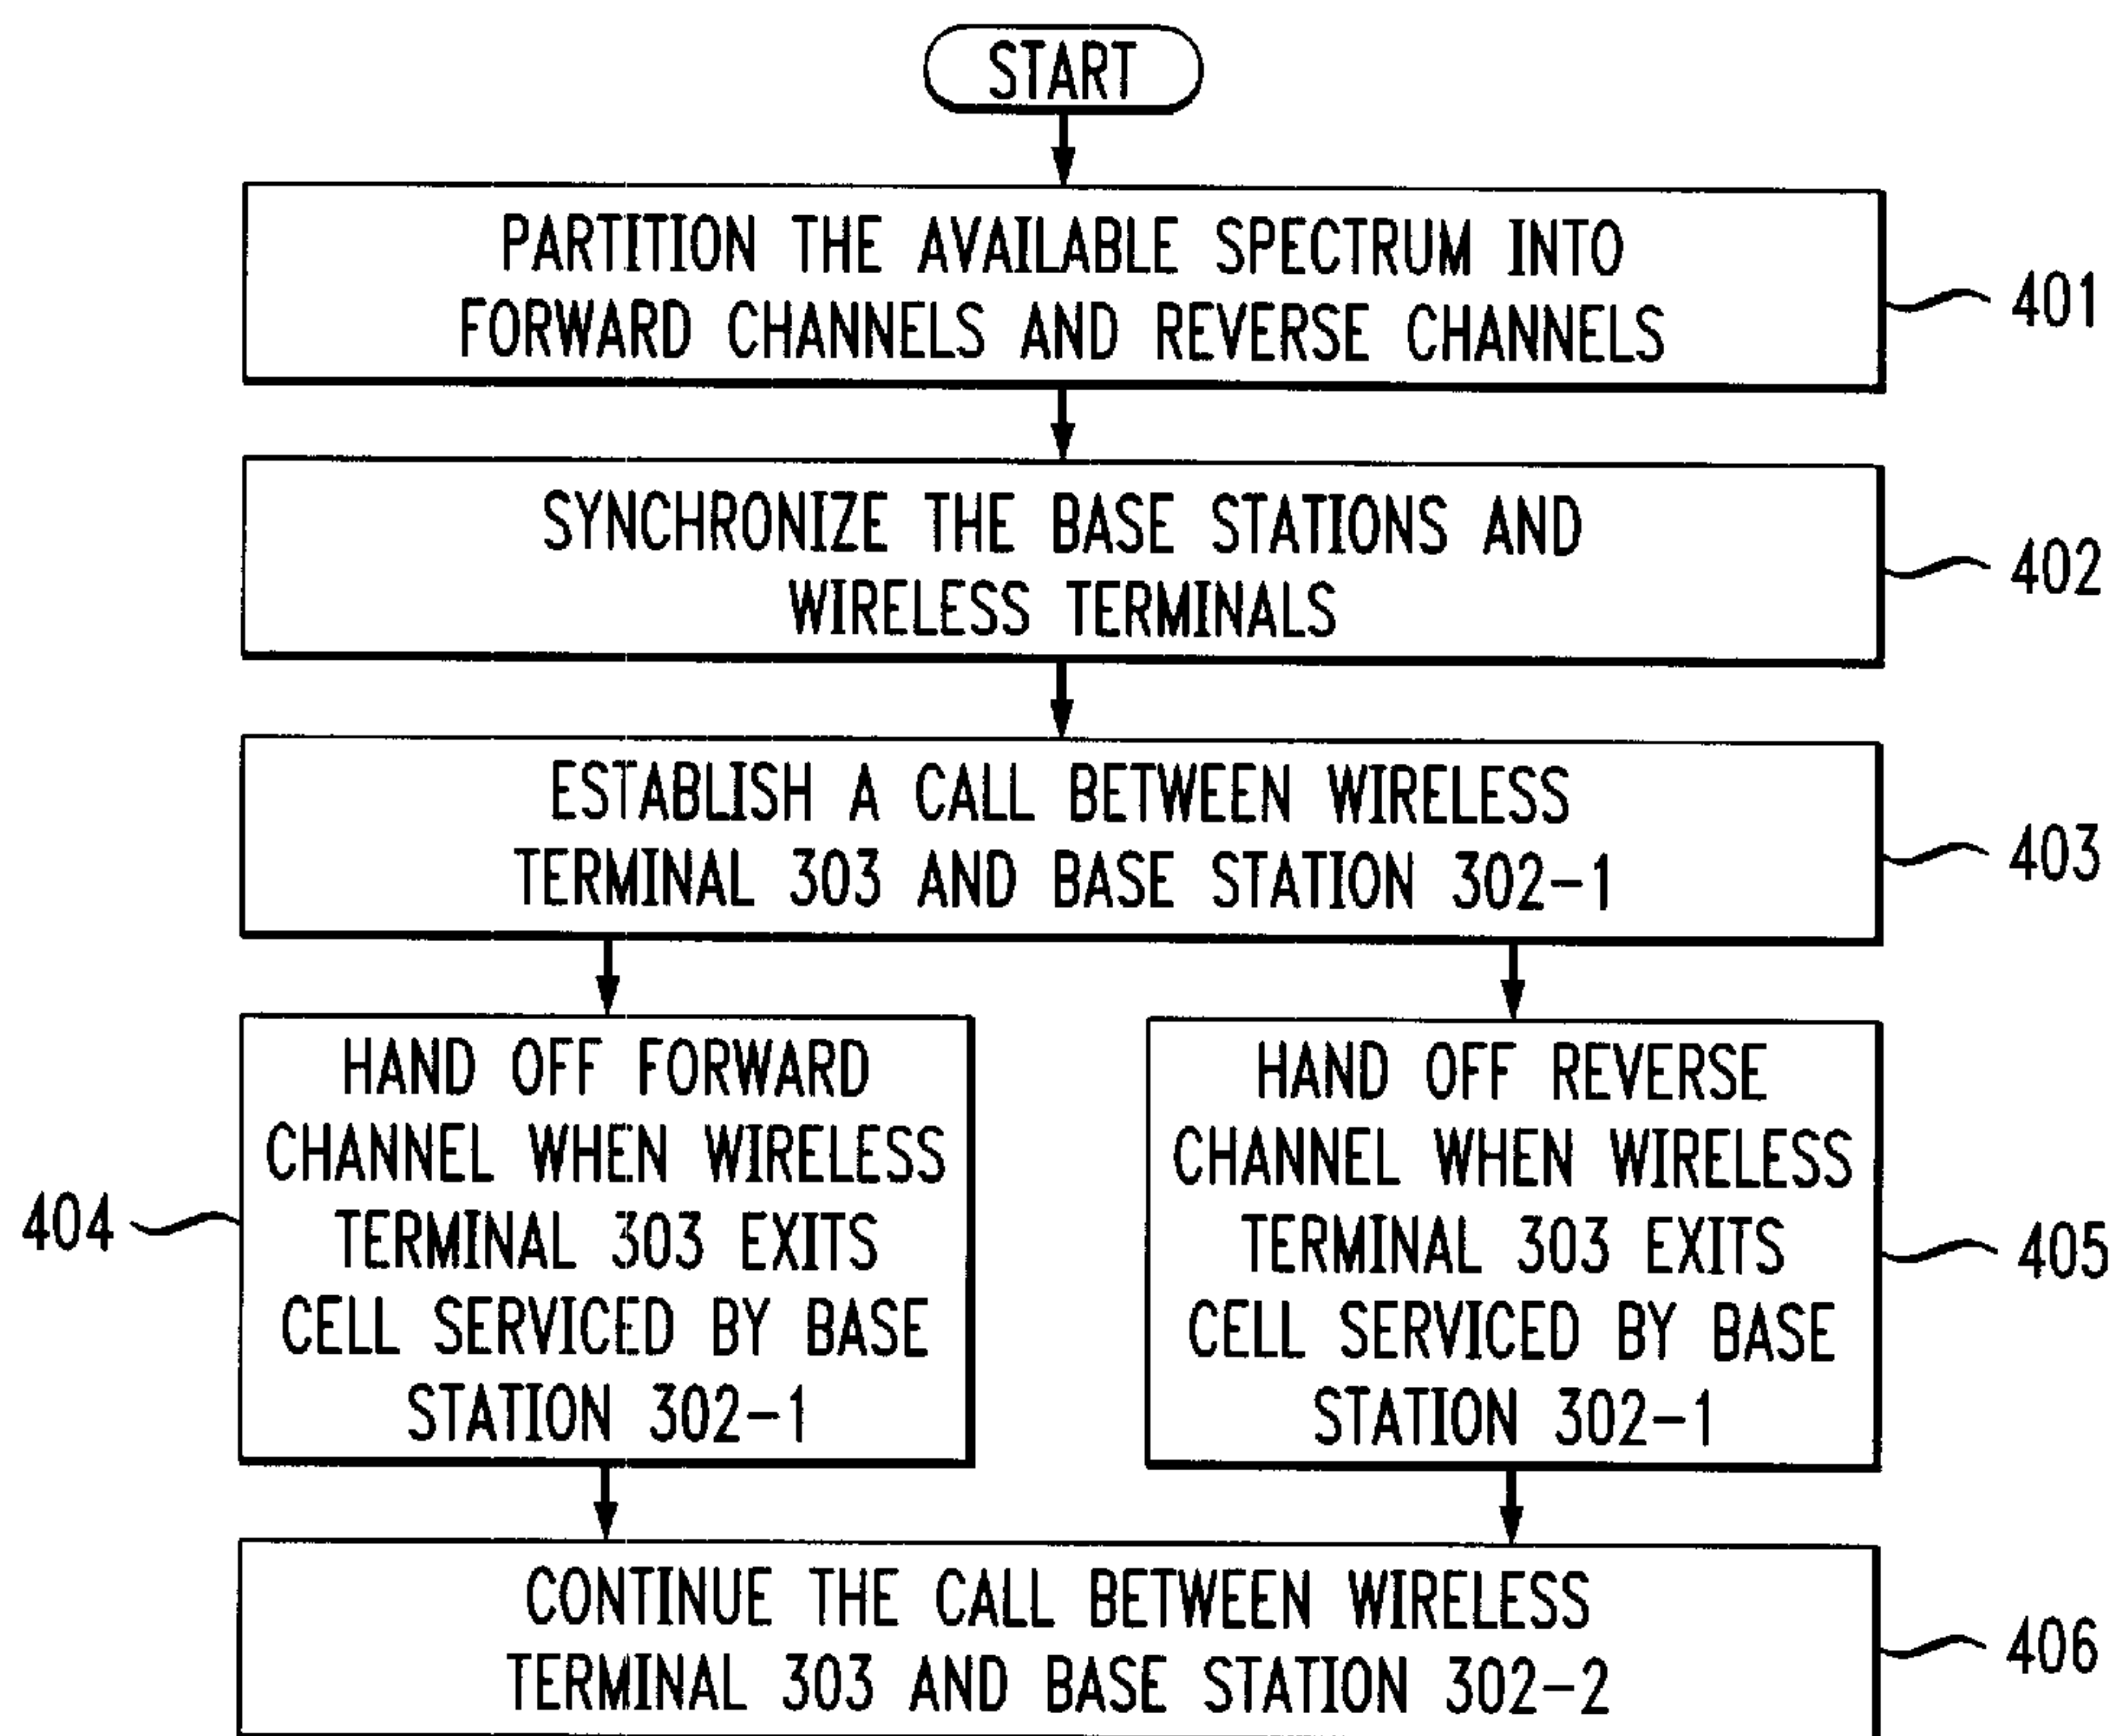 START
PARTITION THE AVAILABLE SPECTRUM INTO
FORWARD CHANNELS AND REVERSE CHANNELS
401
SYNCHRONIZE THE BASE STATIONS AND
WIRELESS TERMINALS
402
ESTABLISH A CALL BETWEEN WIRELESS
TERMINAL 303 AND BASE STATION 302-1
403
404
HAND OFF FORWARD
CHANNEL WHEN WIRELESS
TERMINAL 303 EXITS
CELL SERVICED BY BASE
STATION 302-1
HAND OFF REVERSE
CHANNEL WHEN WIRELESS
TERMINAL 303 EXITS
CELL SERVICED BY BASE
STATION 302-1
405
CONTINUE THE CALL BETWEEN WIRELESS
TERMINAL 303 AND BASE STATION 302-2
406